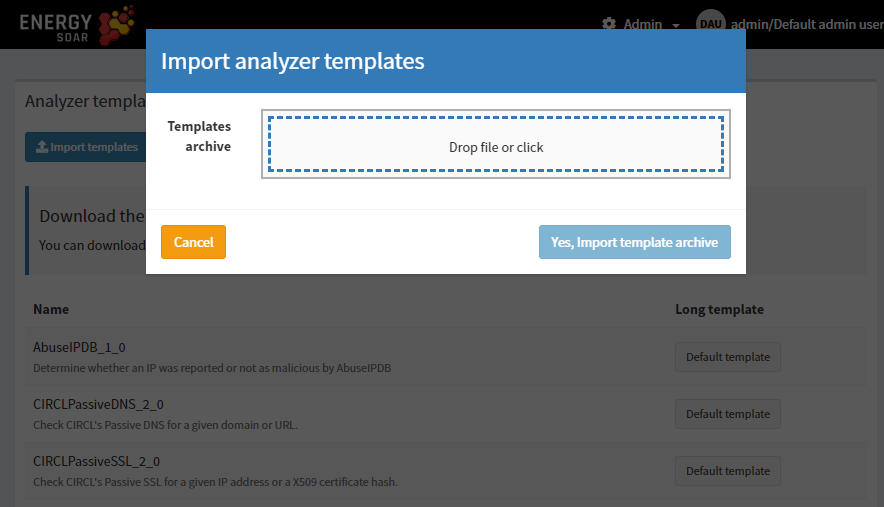 ENERGY
SOAR
Admin
DAU
admin/Default admin user
Import analyzer templates
Analyzer templa
Templates
archive
Drop file or click
Import templates
Download the
You can download
Cancel
Yes, Import template archive
Name
Long template
AbuseIPDB_1_0
Determine whether an IP was reported or not as malicious by AbuseIPDB
Default template
CIRCLPassiveDNS_2_0
Check CIRCL's Passive DNS for a given domain or URL.
Default template
CIRCLPassiveSSL_2_0
Check CIRCL's Passive SSL for a given IP address or a X509 certificate hash.
Default template